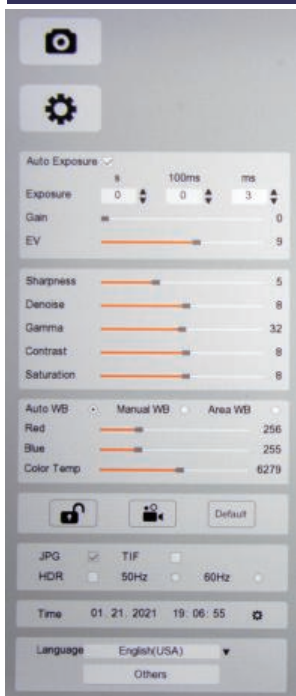 Auto Exposure
s 100ms ms
Exposure 0 0 3
Gain 0
EV 9
Sharpness 5
Denoise 8
Gamma 32
Contrast 8
Saturation 8
Auto WB Manual WB Area WB
Red 256
Blue 255
Color Temp 6279
Default
JPG TIF
HDR 50Hz 60Hz
Time 01. 21. 2021 19: 06: 55
Language English(USA)
Others